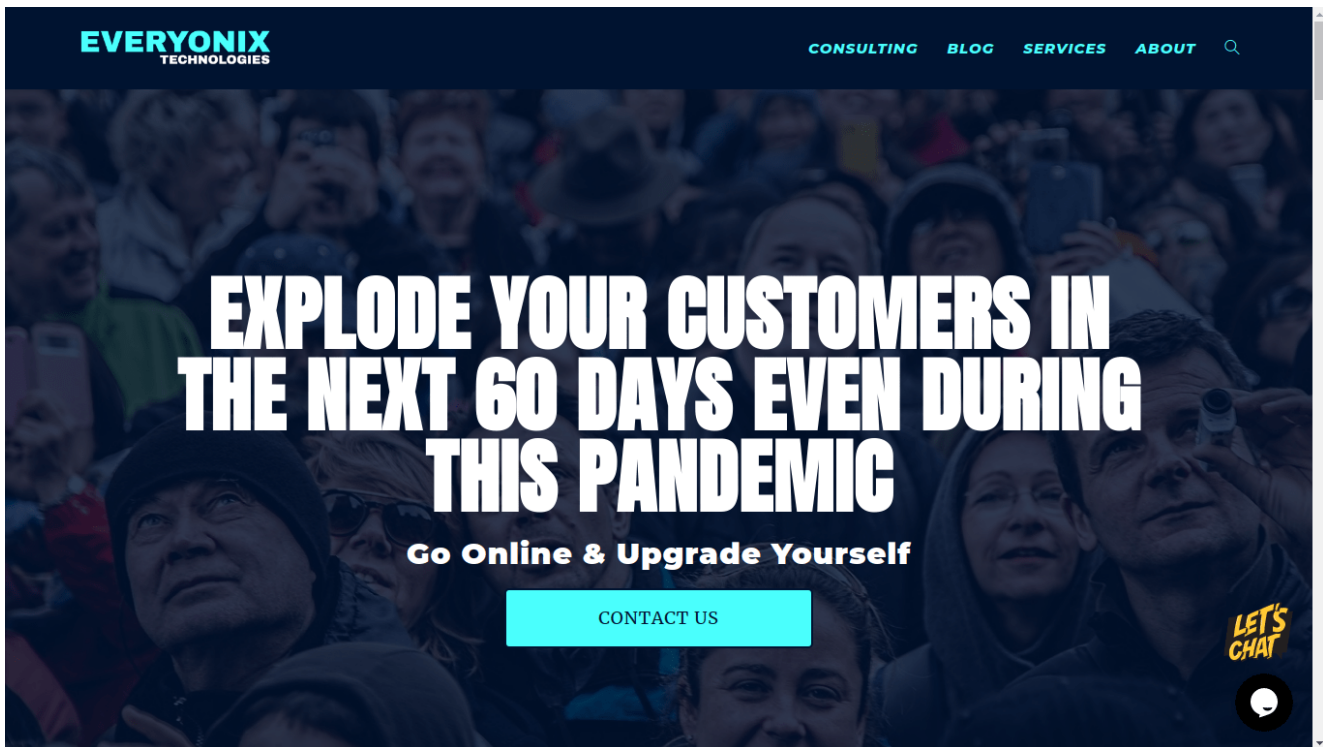 EVERYONIX
TECHNOLOGIES
CONSULTING BLOG SERVICES ABOUT
EXPLODE YOUR CUSTOMERS IN
THE NEXT 60 DAYS EVEN DURING
THIS PANDEMIC
Go Online & Upgrade Yourself
CONTACT US
LET'S
CHAT